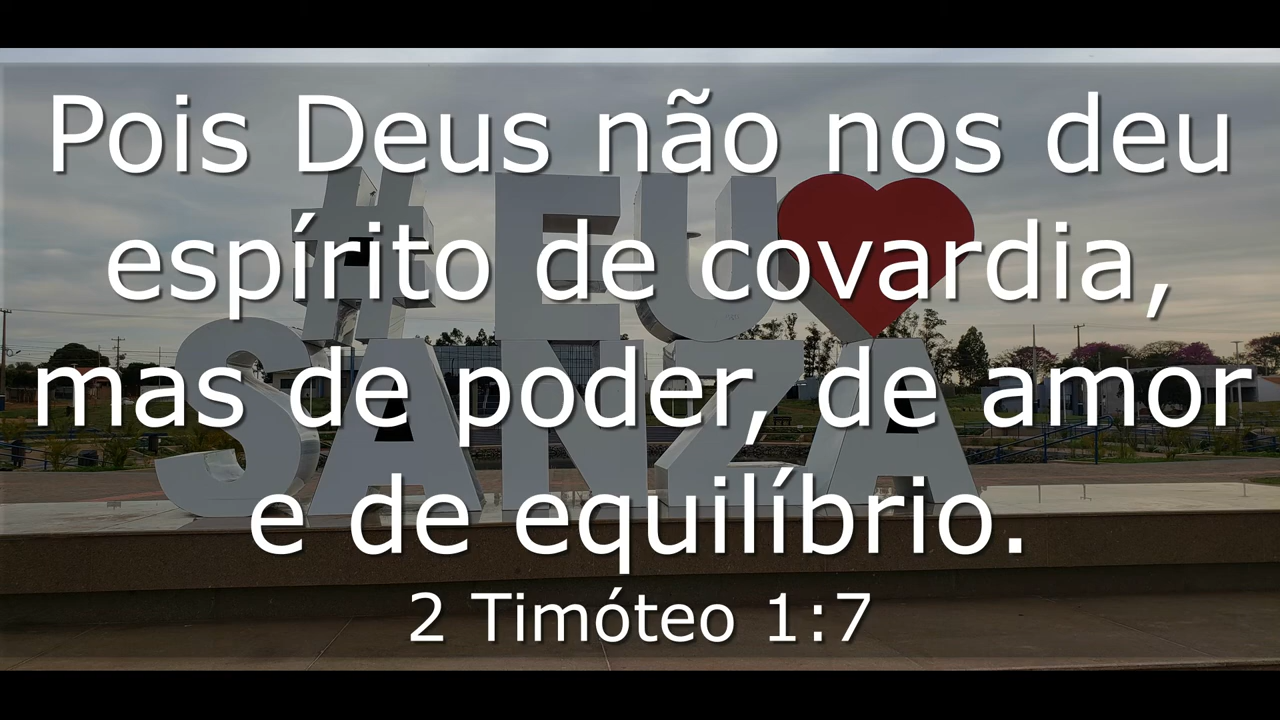 Pois Deus não nos deu
espírito de covardia,
mas de poder, de amor
e de equilíbrio.
2 Timóteo 1:7
# EU
SANZA